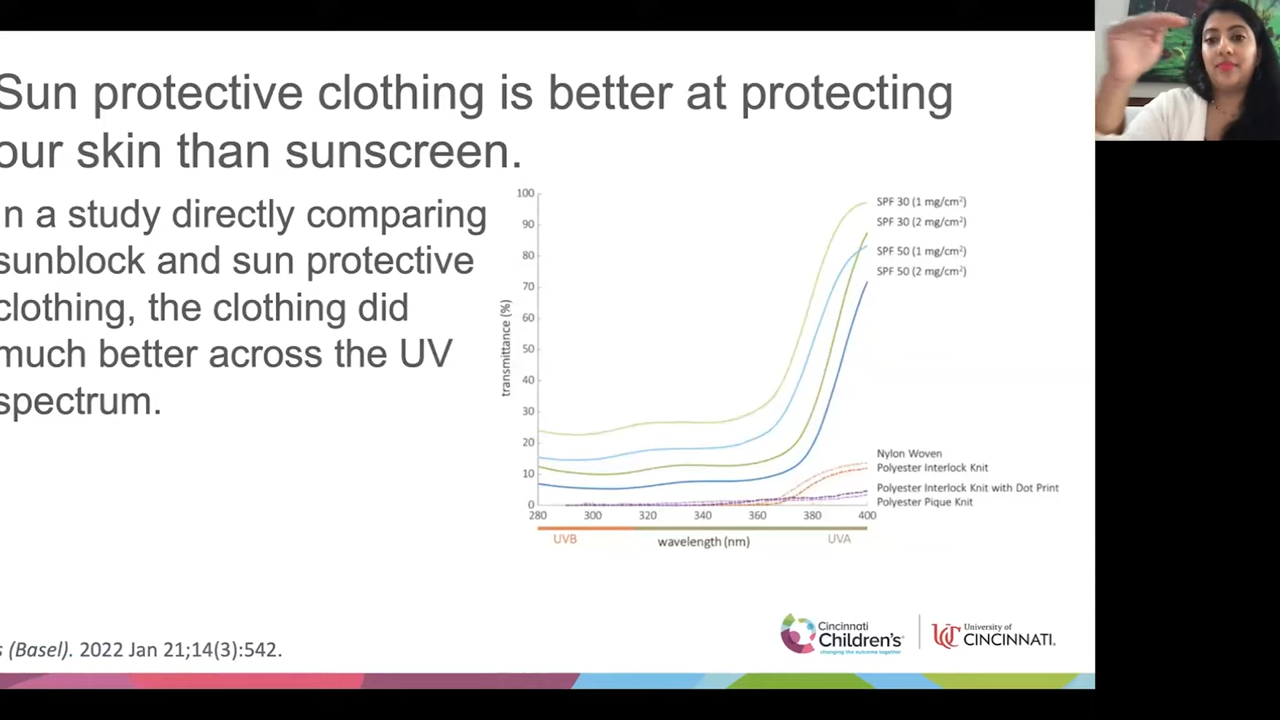 Sun protective clothing is better at protecting
our skin than sunscreen.
n a study directly comparing
sunblock and sun protective
clothing, the clothing did
much better across the UV
spectrum.
100
90
80
70
60
50
40
30
20
10
0
transmittance (%)
280 300 320 340 360 380 400
UVB wavelength (nm) UVA
SPF 30 (1 mg/cm²)
SPF 30 (2 mg/cm²)
SPF 50 (1 mg/cm²)
SPF 50 (2 mg/cm²)
Nylon Woven
Polyester Interlock Knit
Polyester Interlock Knit with Dot Print
Polyester Pique Knit
s (Basel). 2022 Jan 21;14(3):542.
Cincinnati
Children's
changing the outcome together
University of
CINCINNATI.